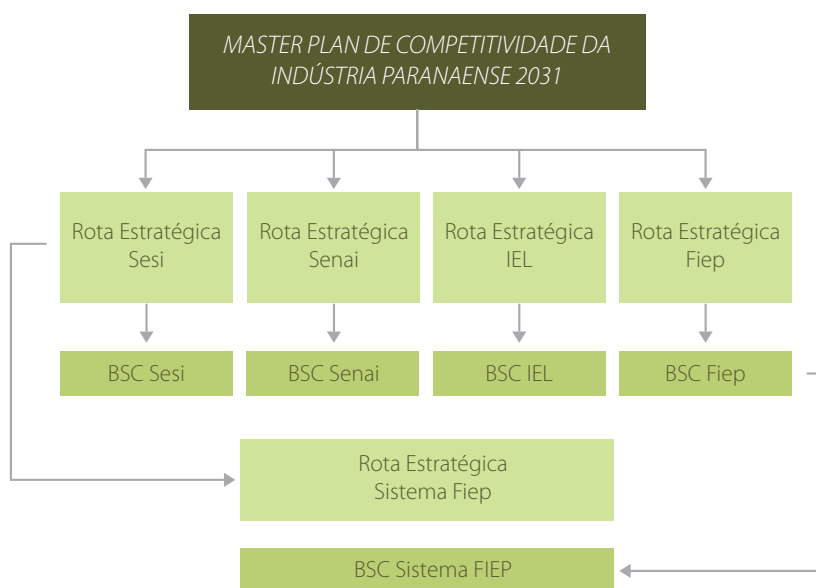 MASTER PLAN DE COMPETITIVIDADE DA
INDÚSTRIA PARANAENSE 2031
Rota Estratégica
Sesi
Rota Estratégica
Senai
Rota Estratégica
IEL
Rota Estratégica
Fiep
BSC Sesi
BSC Senai
BSC IEL
BSC Fiep
Rota Estratégica
Sistema Fiep
BSC Sistema FIEP